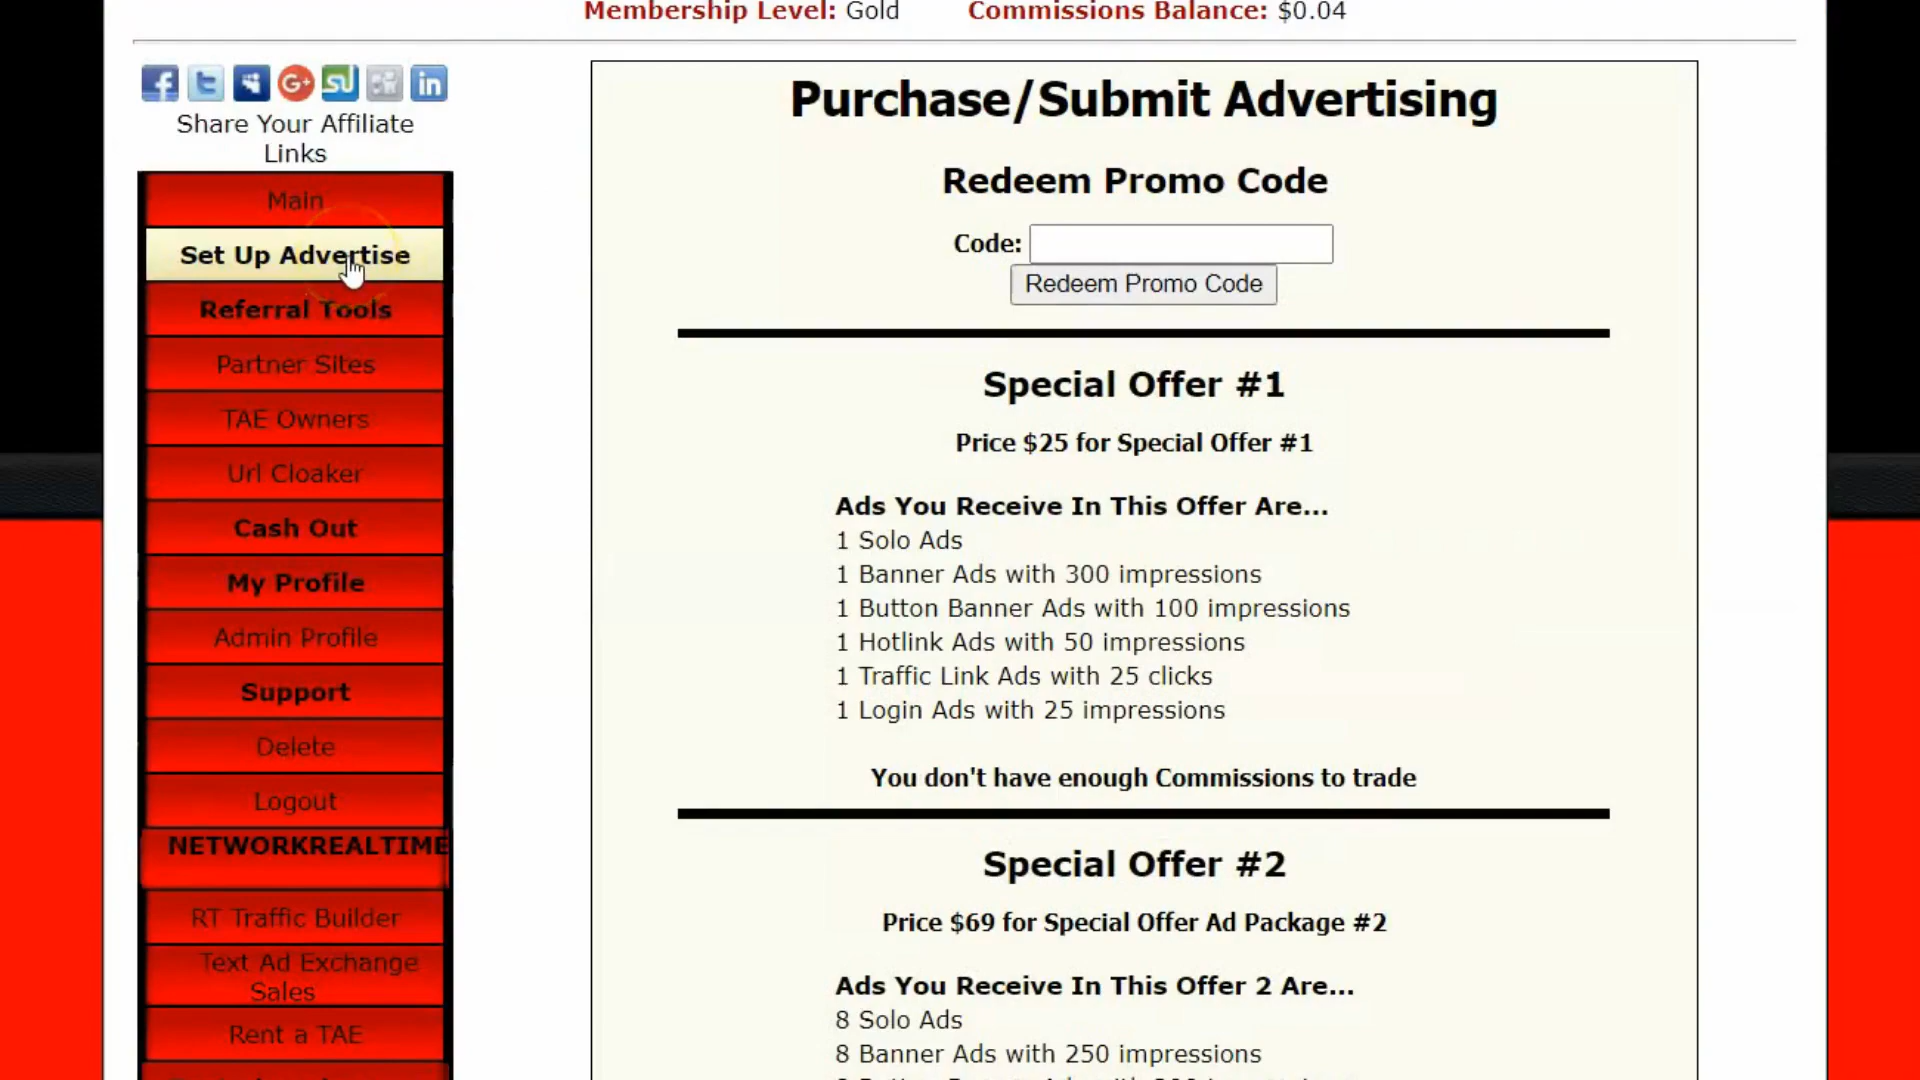 Membership Level: Gold Commissions Balance: $0.04
Share Your Affiliate
Links
Main
Set Up Advertise
Referral Tools
Partner Sites
TAE Owners
Url Cloaker
Cash Out
My Profile
Admin Profile
Support
Delete
Logout
NETWORKREALTIME
RT Traffic Builder
Text Ad Exchange
Sales
Rent a TAE
Purchase/Submit Advertising
Redeem Promo Code
Code:
Redeem Promo Code
Special Offer #1
Price $25 for Special Offer #1
Ads You Receive In This Offer Are...
1 Solo Ads
1 Banner Ads with 300 impressions
1 Button Banner Ads with 100 impressions
1 Hotlink Ads with 50 impressions
1 Traffic Link Ads with 25 clicks
1 Login Ads with 25 impressions
You don't have enough Commissions to trade
Special Offer #2
Price $69 for Special Offer Ad Package #2
Ads You Receive In This Offer 2 Are...
8 Solo Ads
8 Banner Ads with 250 impressions